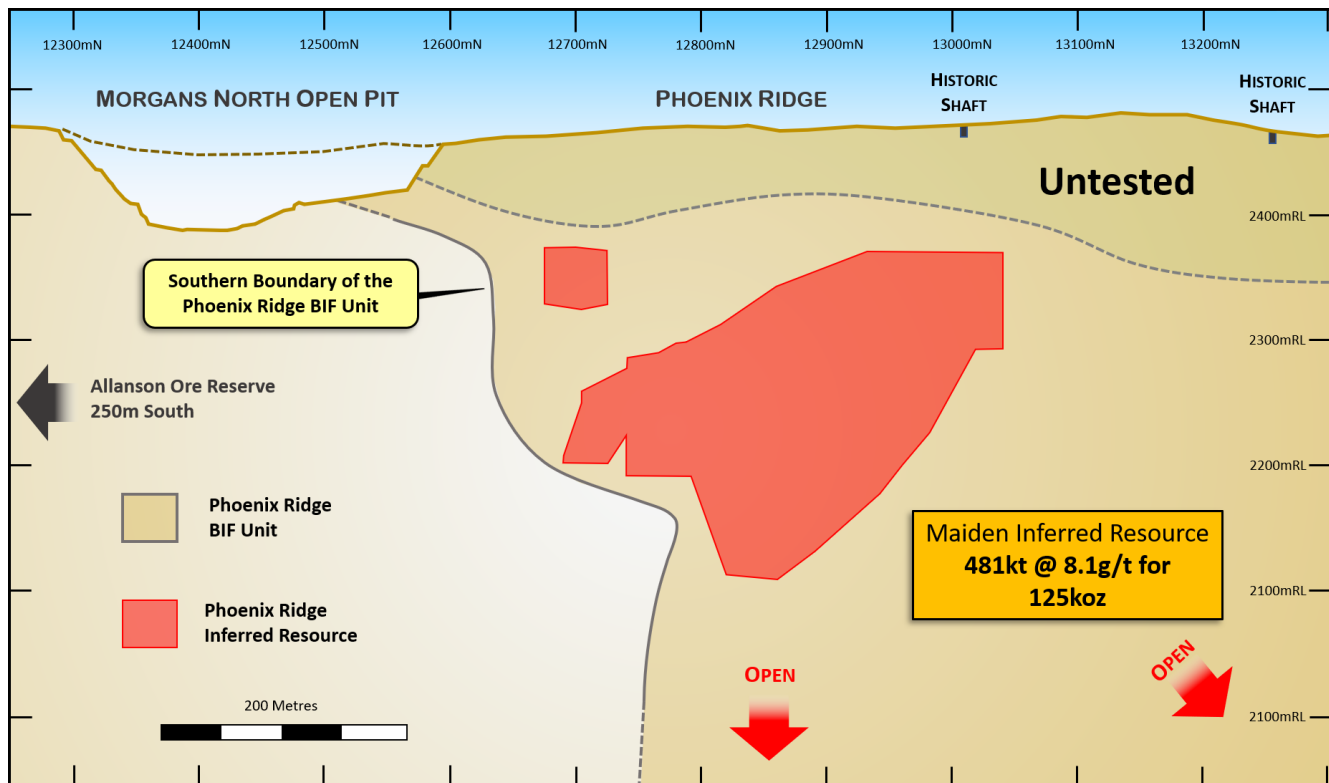 12300mN
12400mN
12500mN
12600mN
12700mN
12800mN
12900mN
13000mN
13100mN
13200mN
MORGANS NORTH OPEN PIT
PHOENIX RIDGE
HISTORIC
SHAFT
HISTORIC
SHAFT
Untested
2400mRL
Southern Boundary of the
Phoenix Ridge BIF Unit
2300mRL
Allanson Ore Reserve
250m South
2200mRL
Phoenix Ridge
BIF Unit
Maiden Inferred Resource
481kt @ 8.1g/t for
125koz
2100mRL
Phoenix Ridge
Inferred Resource
OPEN
OPEN
200 Metres
2100mRL